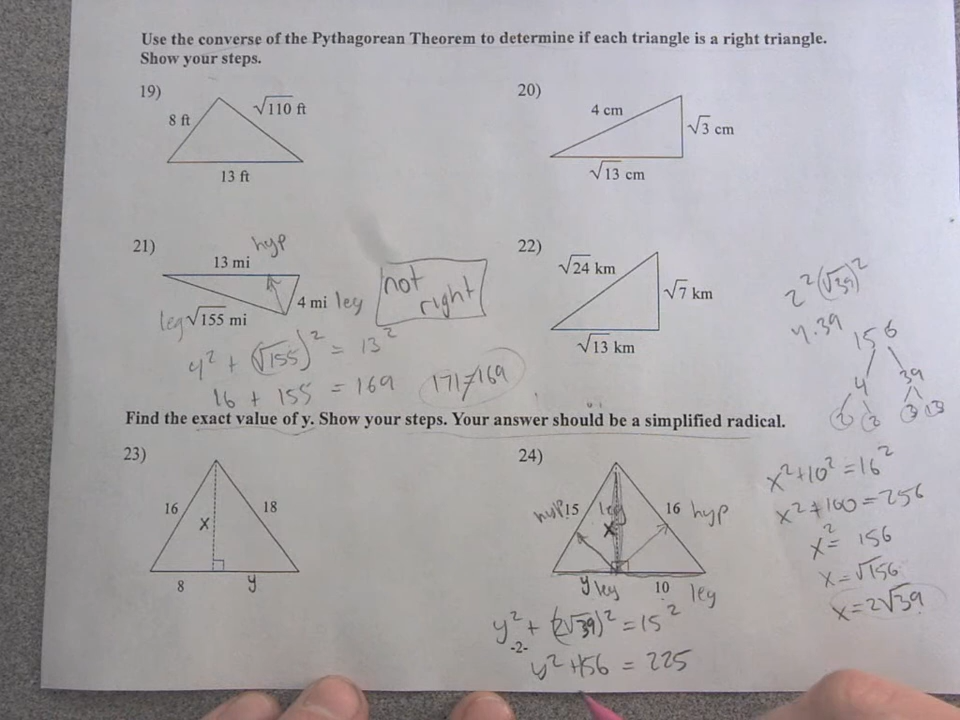 Use the converse of the Pythagorean Theorem to determine if each triangle is a right triangle.
Show your steps.
19)
8 ft
√110 ft
13 ft
20)
4 cm
√3 cm
√13 cm
21)
hyp
13 mi
4 mi leg
leg √155 mi
not
right
4² + (√155)² = 13²
16 + 155 = 169
171≠169
22)
√24 km
√7 km
√13 km
2²(√39)²
4·39
156
4 39
2 2 3 13
Find the exact value of y. Show your steps. Your answer should be a simplified radical.
23)
16
18
x
8
y
24)
hyp 15
leg
x
16 hyp
y leg
10 leg
y² + (2√39)² = 15²
-2-
y² + 156 = 225
x² + 10² = 16²
x² + 100 = 256
x² = 156
x = √156
x = 2√39